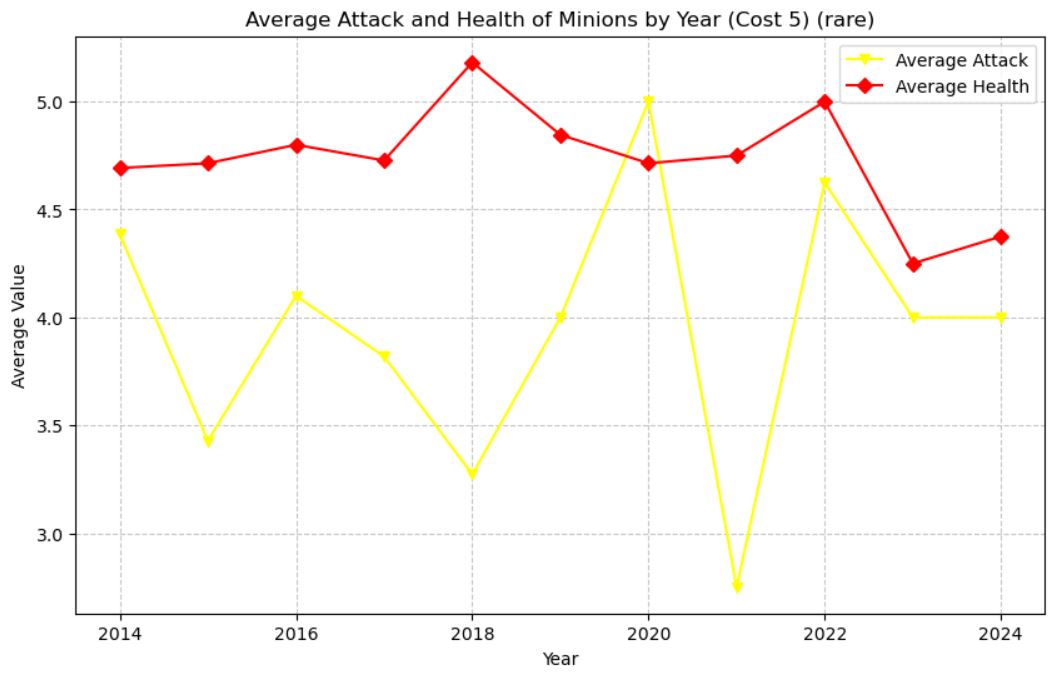 Average Attack and Health of Minions by Year (Cost 5) (rare)
Average Attack
Average Health
Average Value
5.0
4.5
4.0
3.5
3.0
2014
2016
2018
2020
2022
2024
Year